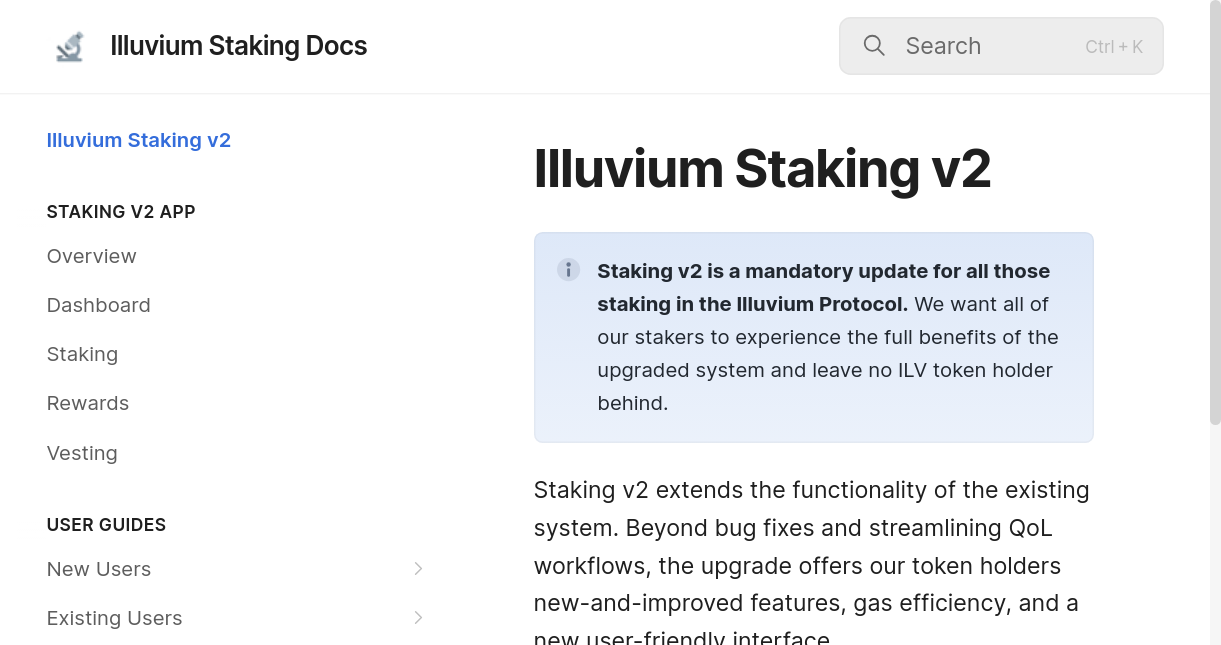 Illuvium Staking Docs
Search
Ctrl + K
Illuvium Staking v2
STAKING V2 APP
Overview
Dashboard
Staking
Rewards
Vesting
USER GUIDES
New Users
Existing Users
Illuvium Staking v2
Staking v2 is a mandatory update for all those
staking in the Illuvium Protocol. We want all of
our stakers to experience the full benefits of the
upgraded system and leave no ILV token holder
behind.
Staking v2 extends the functionality of the existing
system. Beyond bug fixes and streamlining QoL
workflows, the upgrade offers our token holders
new-and-improved features, gas efficiency, and a
new user-friendly interface.